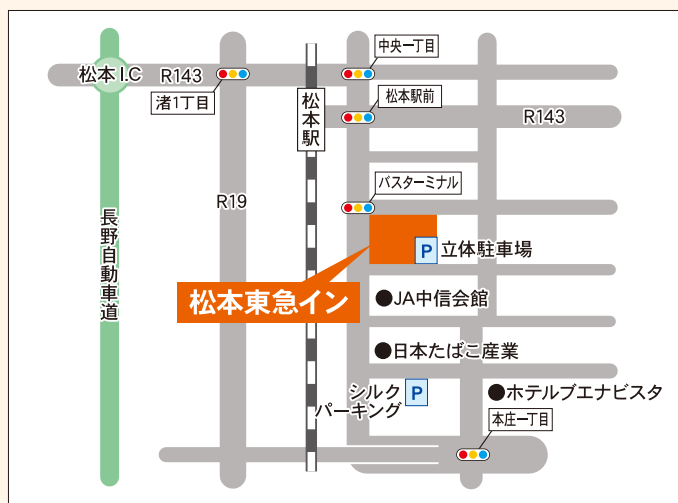 中央一丁目
松本I.C
R143
渚1丁目
松本駅前
松本駅
R143
バスターミナル
R19
長野自動車道
P
立体駐車場
松本東急イン
●JA中信会館
●日本たばこ産業
シルク
パーキング
P
●ホテルブエナビスタ
本庄一丁目